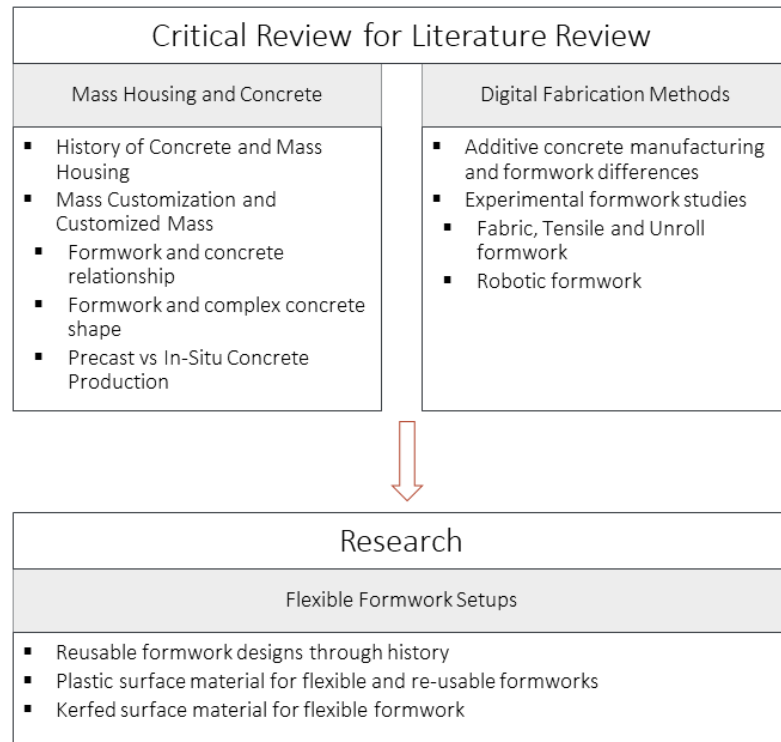 Critical Review for Literature Review
Mass Housing and Concrete
▪ History of Concrete and Mass
Housing
▪ Mass Customization and
Customized Mass
▪ Formwork and concrete
relationship
▪ Formwork and complex concrete
shape
▪ Precast vs In-Situ Concrete
Production
Digital Fabrication Methods
▪ Additive concrete manufacturing
and formwork differences
▪ Experimental formwork studies
▪ Fabric, Tensile and Unroll
formwork
▪ Robotic formwork
Research
Flexible Formwork Setups
▪ Reusable formwork designs through history
▪ Plastic surface material for flexible and re-usable formworks
▪ Kerfed surface material for flexible formwork